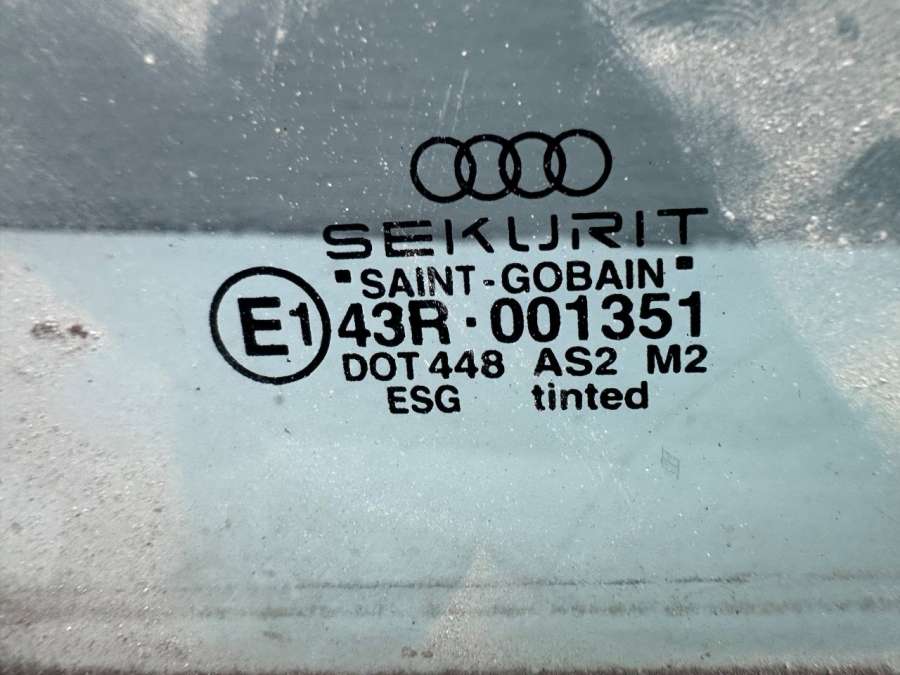 SEKURIT
"SAINT-GOBAIN"
E1 43R · 001351
DOT 448 AS2 M2
ESG tinted